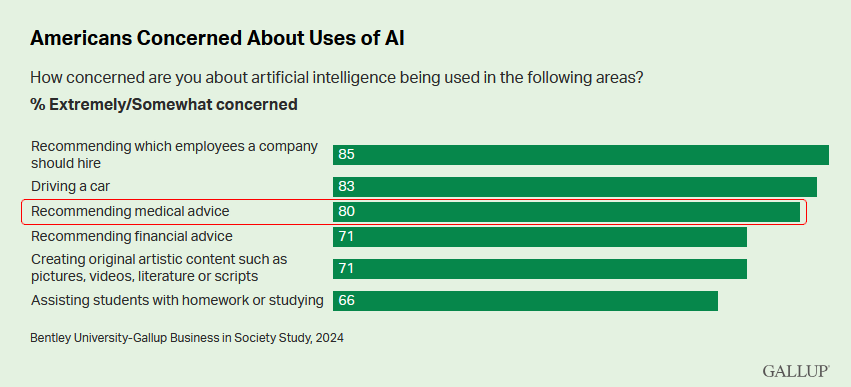 Americans Concerned About Uses of AI
How concerned are you about artificial intelligence being used in the following areas?
% Extremely/Somewhat concerned
Recommending which employees a company
should hire
85
Driving a car
83
Recommending medical advice
80
Recommending financial advice
71
Creating original artistic content such as
pictures, videos, literature or scripts
71
Assisting students with homework or studying
66
Bentley University-Gallup Business in Society Study, 2024
GALLUP